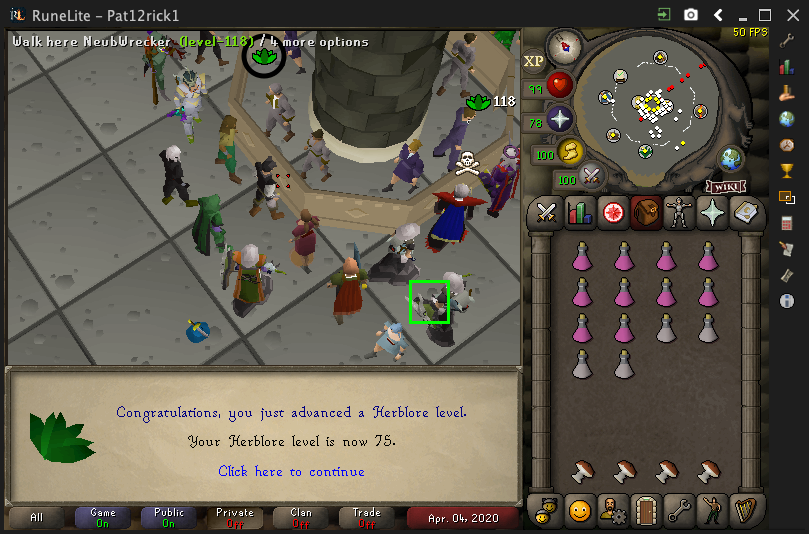 RuneLite - Pat12rick1
Walk here NeubWrecker (level-118) / 4 more options
50 FPS
XP
99
78
100
100
118
WIKI
Congratulations, you just advanced a Herblore level.
Your Herblore level is now 75.
Click here to continue
All
Game
On
Public
On
Private
Off
Clan
Off
Trade
Off
Apr. 04, 2020